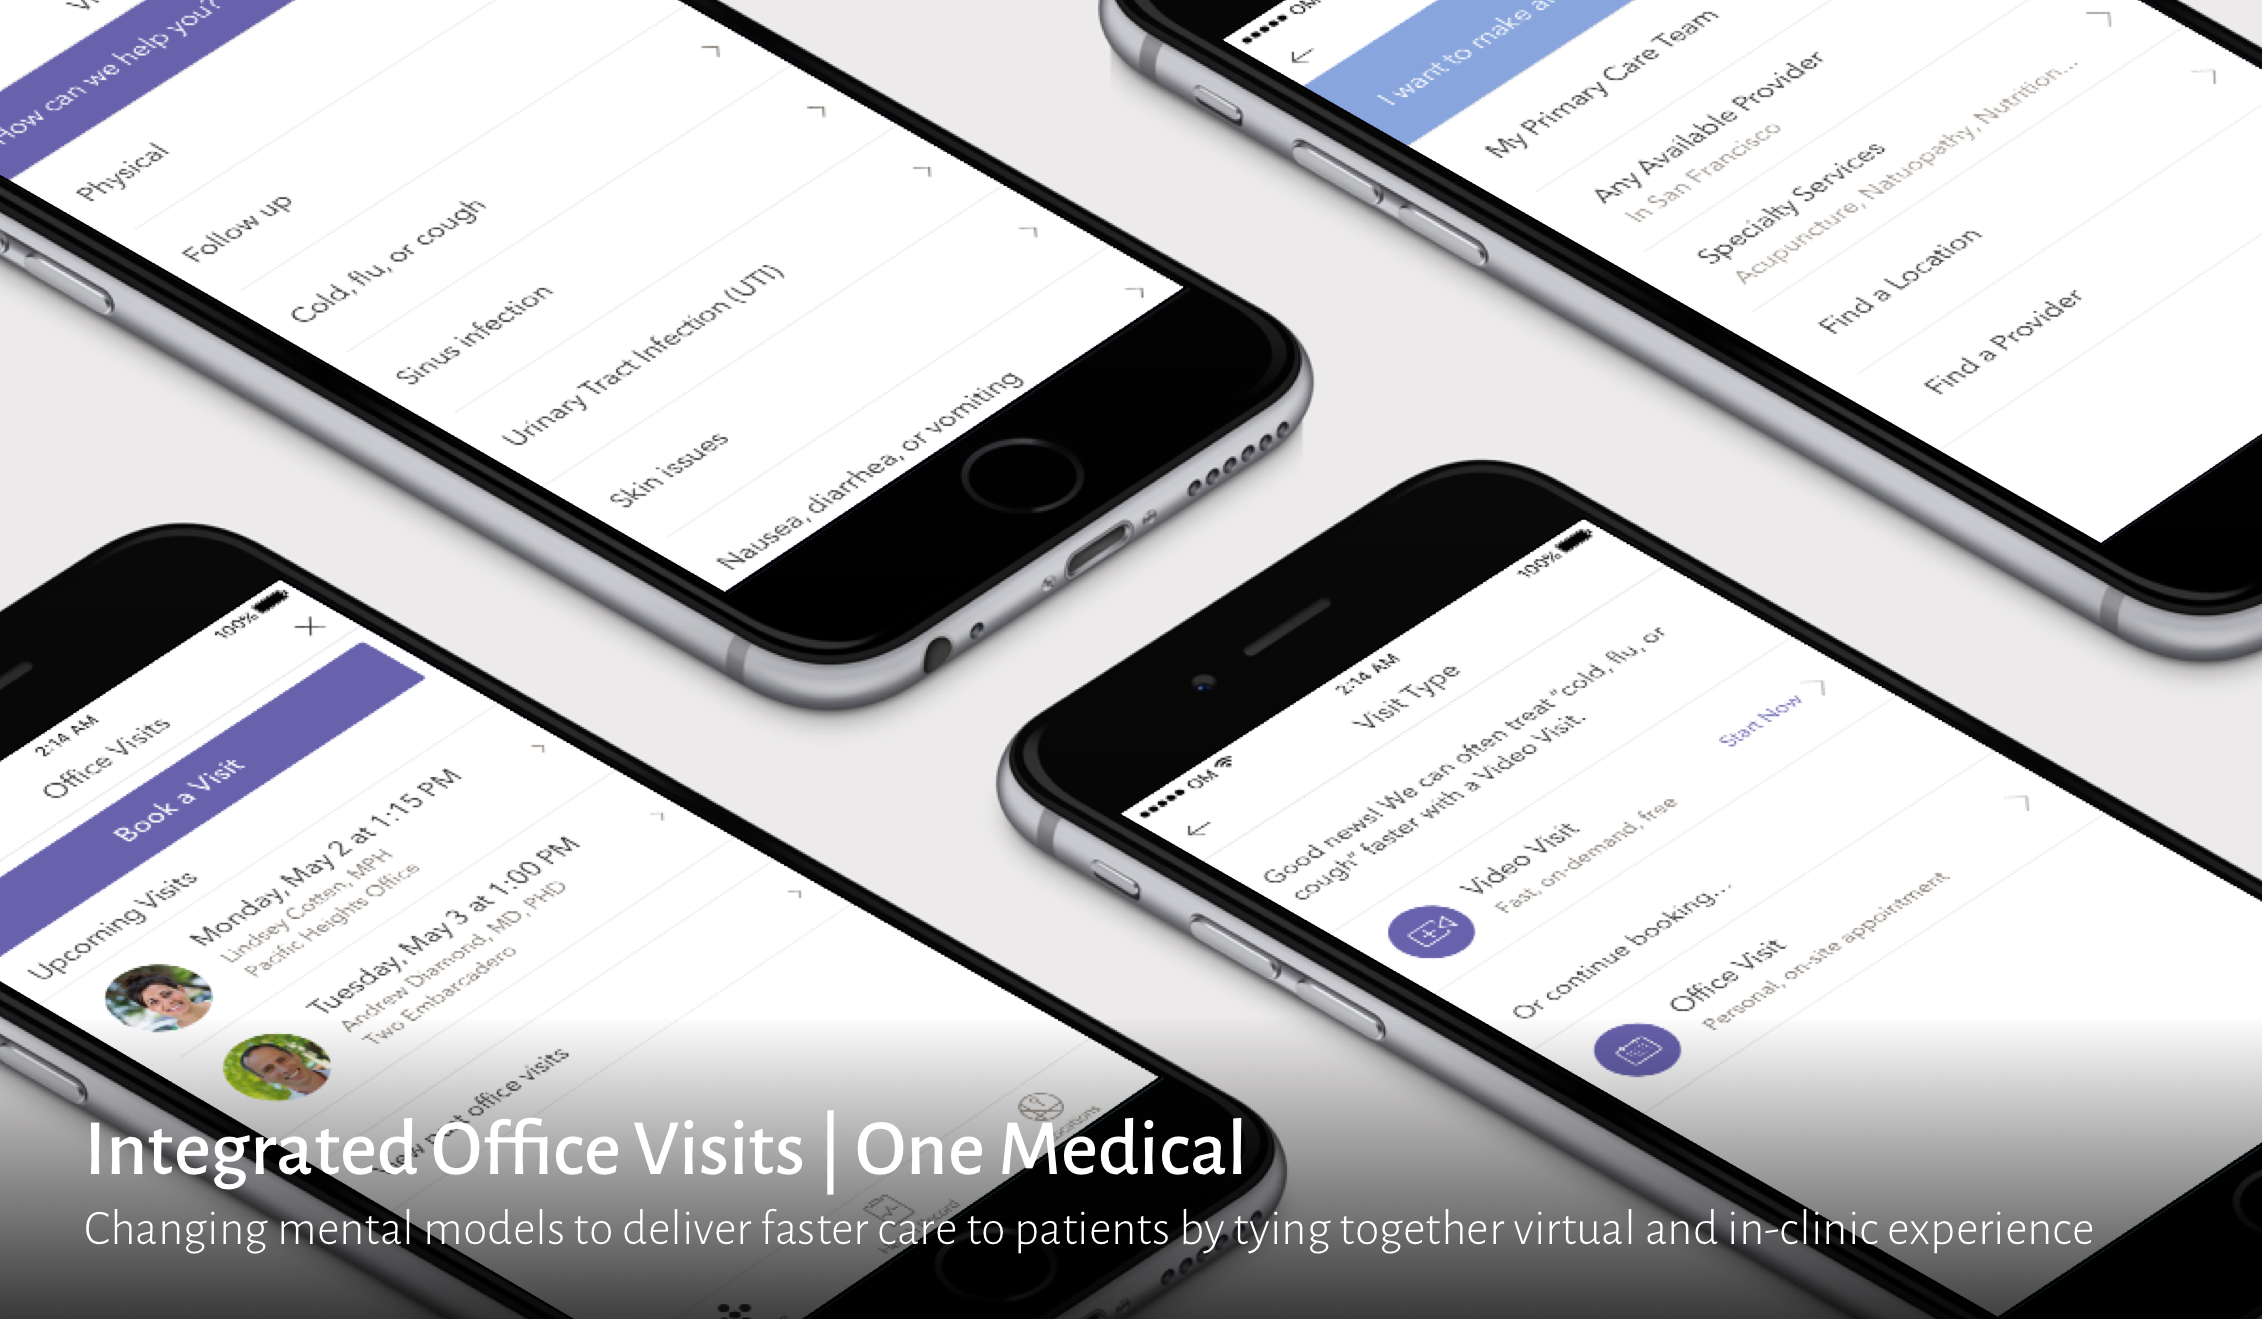 How can we help you?
Physical
Follow up
Cold, flu, or cough
Sinus infection
Urinary Tract Infection (UTI)
Skin issues
Nausea, diarrhea, or vomiting
OM
I want to make a
My Primary Care Team
Any Available Provider
In San Francisco
Specialty Services
Acupuncture, Natuopathy, Nutrition...
Find a Location
Find a Provider
2:14 AM 100%
Office Visits
Book a Visit
Upcoming Visits
Monday, May 2 at 1:15 PM
Lindsey Cotten, MPH
Pacific Heights Office
Tuesday, May 3 at 1:00 PM
Andrew Diamond, MD, PHD
Two Embarcadero
office visits
OM 2:14 AM 100%
Visit Type
Good news! We can often treat "cold, flu, or
cough" faster with a Video Visit.
Start Now
Video Visit
Fast, on-demand, free
Or continue booking...
Office Visit
Personal, on-site appointment
Integrated Office Visits | One Medical
Changing mental models to deliver faster care to patients by tying together virtual and in-clinic experience